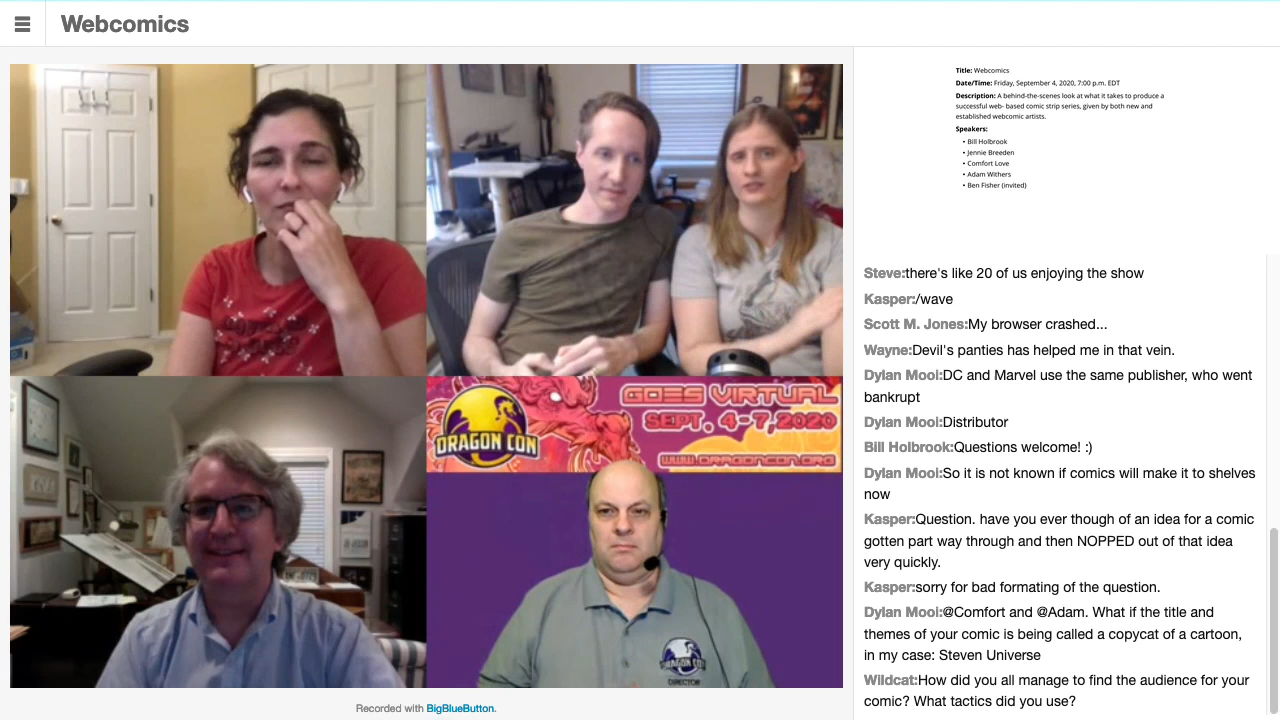 Webcomics
Title: Webcomics
Date/Time: Friday, September 4, 2020, 7:00 p.m. EDT
Description: A behind-the-scenes look at what it takes to produce a
successful web- based comic strip series, given by both new and
established webcomic artists.
Speakers:
• Bill Holbrook
• Jennie Breeden
• Comfort Love
• Adam Withers
• Ben Fisher (invited)
GOES VIRTUAL
SEPT. 4-7, 2020
DRAGON CON
WWW.DRAGONCON.ORG
DRAGON CON
DIRECTOR
Recorded with BigBlueButton.
Steve:there's like 20 of us enjoying the show
Kasper:/wave
Scott M. Jones:My browser crashed...
Wayne:Devil's panties has helped me in that vein.
Dylan Mooi:DC and Marvel use the same publisher, who went
bankrupt
Dylan Mooi:Distributor
Bill Holbrook:Questions welcome! :)
Dylan Mooi:So it is not known if comics will make it to shelves
now
Kasper:Question. have you ever though of an idea for a comic
gotten part way through and then NOPPED out of that idea
very quickly.
Kasper:sorry for bad formating of the question.
Dylan Mooi:@Comfort and @Adam. What if the title and
themes of your comic is being called a copycat of a cartoon,
in my case: Steven Universe
Wildcat:How did you all manage to find the audience for your
comic? What tactics did you use?